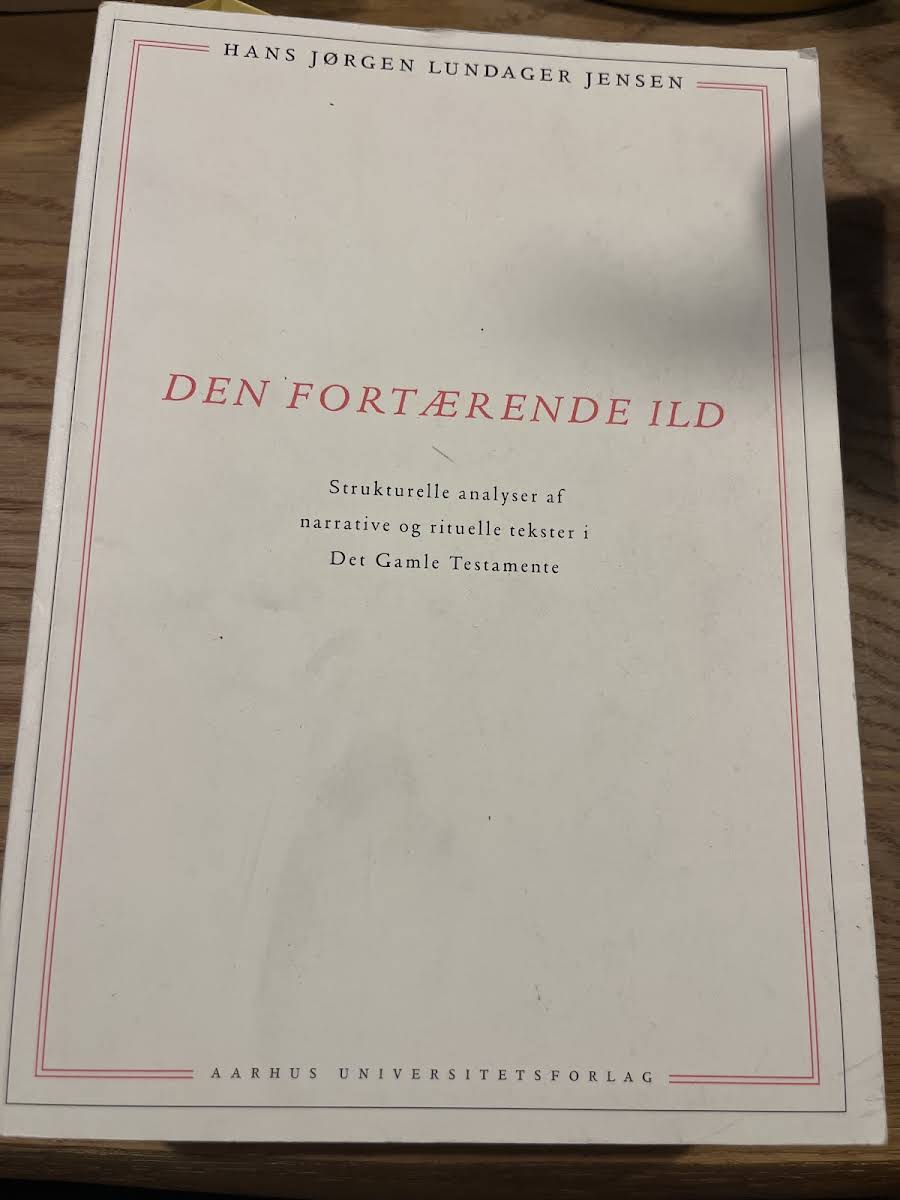 HANS JØRGEN LUNDAGER JENSEN
DEN FORTÆRENDE ILD
Strukturelle analyser af
narrative og rituelle tekster i
Det Gamle Testamente
AARHUS UNIVERSITETSFORLAG